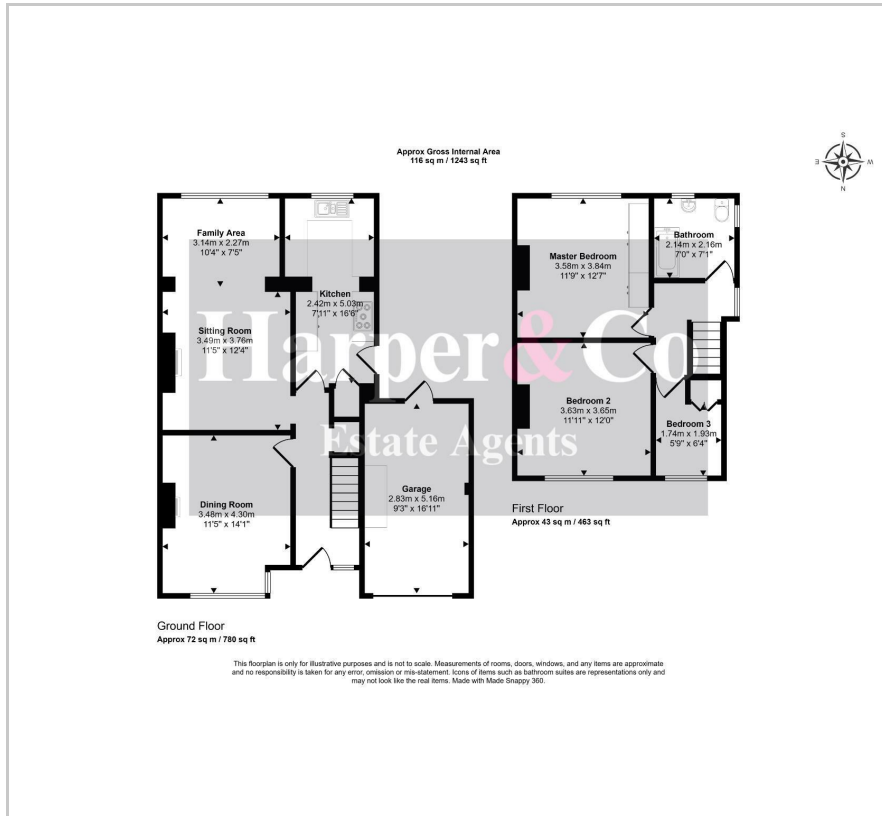 Approx Gross Internal Area
116 sq m / 1243 sq ft
S
E
W
N
Family Area
3.14m x 2.27m
10'4" x 7'5"
Kitchen
2.42m x 5.03m
7'11" x 16'6"
Sitting Room
3.49m x 3.76m
11'5" x 12'4"
Dining Room
3.48m x 4.30m
11'5" x 14'1"
Garage
2.83m x 5.16m
9'3" x 16'11"
Master Bedroom
3.58m x 3.84m
11'9" x 12'7"
Bathroom
2.14m x 2.16m
7'0" x 7'1"
Bedroom 2
3.63m x 3.65m
11'11" x 12'0"
Bedroom 3
1.74m x 1.93m
5'9" x 6'4"
Harper&Co
Estate Agents
First Floor
Approx 43 sq m / 463 sq ft
Ground Floor
Approx 72 sq m / 780 sq ft
This floorplan is only for illustrative purposes and is not to scale. Measurements of rooms, doors, windows, and any items are approximate
and no responsibility is taken for any error, omission or mis-statement. Icons of items such as bathroom suites are representations only and
may not look like the real items. Made with Made Snappy 360.